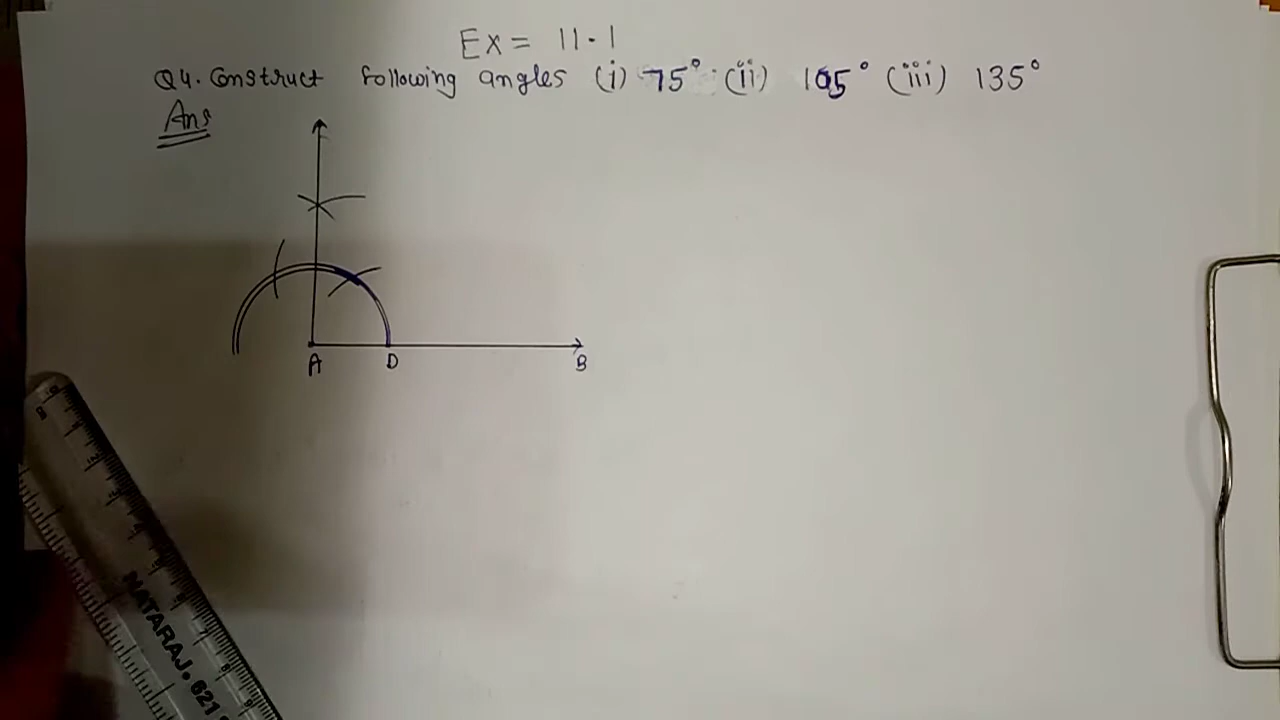 Ex = 11.1
Q4. Construct following angles (i) 75° (ii) 105° (iii) 135°
Ans
A D B
NATARAJ. 621